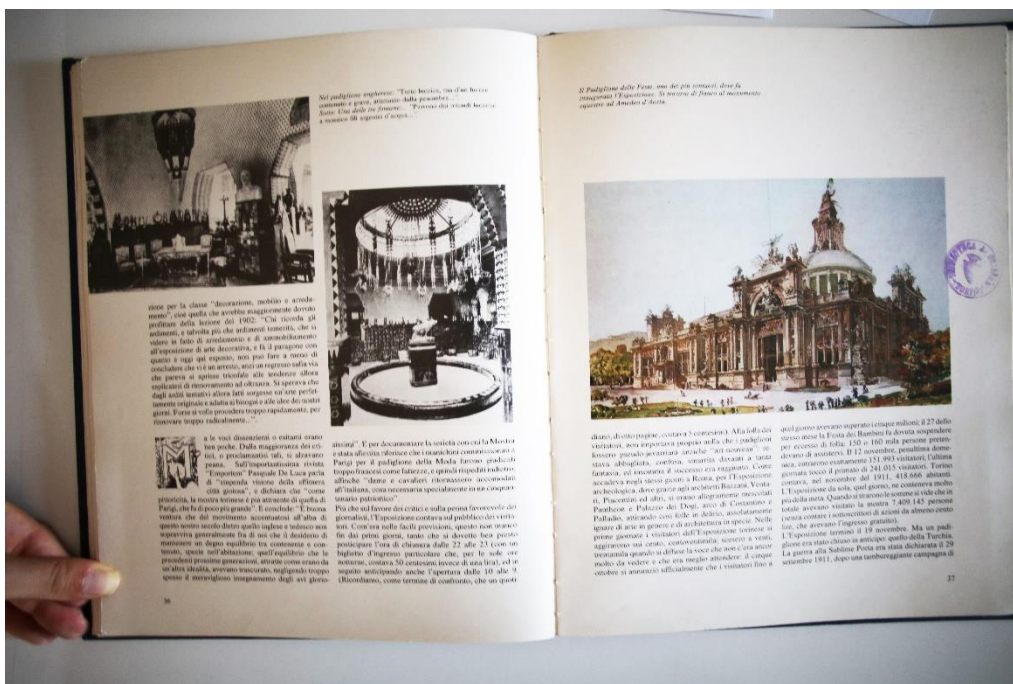 Nel padiglione ungherese: "Tutto luccica, ma d'un luccore
contenuto e grave, attenuato dalla penombra...".
Sotto: Una delle tre fontane... "Piovono dai rotondi
a mosaico fili argentei d'acqua...".
zione per la classe "decorazione, mobilio e arreda-
mento", cioè quella che avrebbe maggiormente dovuto
profittare della lezione del 1902: "Chi ricorda gli
ardimenti, e talvolta più che ardimenti temerità, che si
videro in fatto di arredamento e di ammobiliamento
all'esposizione di arte decorativa, e fa il paragone con
quanto è oggi qui esposto, non può fare a meno di
concludere che vi è un arresto, anzi un regresso sulla via
che pareva si aprisse trionfale alle tendenze allora
esplicatesi di rinnovamento ad oltranza. Si sperava che
dagli arditi tentativi allora fatti sorgesse un'arte perfet-
tamente originale e adatta ai bisogni e alle idee dei nostri
giorni. Forse si volle procedere troppo rapidamente, per
rinnovare troppo radicalmente...".
Ma le voci dissenzienti o esitanti erano
ben poche. Dalla maggioranza dei cri-
tici, o proclamantisi tali, si alzavano
peana. Sull'importantissima rivista
"Emporium" Pasquale De Luca parla
di "stupenda visione della effimera
città gioiosa", e dichiara che "come
pittoricità, la mostra torinese è più attraente di quella di
Parigi, che fu di poco più grande". E conclude: "È buona
ventura che del movimento accentuatosi all'alba di
questo nostro secolo dietro quello inglese e tedesco non
sopravviva generalmente fra di noi che il desiderio di
mantenere un degno equilibrio tra contenente e con-
tenuto, specie nell'abitazione; quell'equilibrio che le
precedenti prossime generazioni, attratte come erano da
un'altra idealità, avevano trascurato, negligendo troppo
spesso il meraviglioso insegnamento degli avi glorio-
36
sissimi". E per documentare la serietà con cui la Mostra
è stata allestita riferisce che i manichini commissionati a
Parigi per il padiglione della Moda furono giudicati
troppo francesi come fattezze, e quindi rispediti indietro,
affinché "dame e cavalieri ritornassero accomodati
all'italiana, cosa necessaria specialmente in un cinquan-
tenario patriottico".
Più che sul favore dei critici e sulla penna favorevole dei
giornalisti, l'Esposizione contava sul pubblico dei visita-
tori. Com'era nelle facili previsioni, questo non mancò
fin dai primi giorni, tanto che si dovette ben presto
posticipare l'ora di chiusura dalle 22 alle 23 (con un
biglietto d'ingresso particolare che, per le sole ore
notturne, costava 50 centesimi invece di una lira), ed in
seguito anticipando anche l'apertura dalle 10 alle 9.
(Ricordiamo, come termine di confronto, che un quoti-
Il Padiglione delle Feste, uno dei più sontuosi: dove fu
inaugurata l'Esposizione. Si trovava di fianco al monumento
equestre ad Amedeo d'Aosta.
diano, di otto pagine, costava 5 centesimi). Alla folla dei
visitatori, non importava proprio nulla che i padiglioni
fossero pseudo-juvarriani anziché "art-nouveau": re-
stava abbagliata, confusa, smarrita davanti a tanta
fantasia, ed insomma il successo era raggiunto. Come
accadeva negli stessi giorni a Roma, per l'Esposizione
archeologica, dove grazie agli architetti Bazzani, Ventu-
ri, Piacentini ed altri, si erano allegramente mescolati
Pantheon e Palazzo dei Dogi, arco di Costantino e
Palladio, attirando così folle in delirio, assolutamente
ignare di arte in genere e di architettura in specie. Nelle
prime giornate i visitatori dell'Esposizione torinese si
aggirarono sui cento, centoventimila; scesero a venti,
trentamila quando si diffuse la voce che non c'era ancor
molto da vedere e che era meglio attendere: il cinque
ottobre si annunziò ufficialmente che i visitatori fino a
quel giorno avevano superato i cinque milioni; il 27 dello
stesso mese la Festa dei Bambini fu dovuta sospendere
per eccesso di folla: 150 o 160 mila persone preten-
devano di assistervi. Il 12 novembre, penultima dome-
nica, entrarono esattamente 151.993 visitatori; l'ultima
giornata toccò il primato di 241.015 visitatori. Torino
contava, nel novembre del 1911, 418.666 abitanti.
L'Esposizione da sola, quel giorno, ne conteneva molto
più della metà. Quando si tirarono le somme si vide che in
totale avevano visitato la mostra 7.409.145 persone
(senza contare i sottoscrittori di azioni da almeno cento
lire, che avevano l'ingresso gratuito).
L'Esposizione terminò il 19 novembre. Ma un padi-
glione era stato chiuso in anticipo: quello della Turchia.
La guerra alla Sublime Porta era stata dichiarata il 29
settembre 1911, dopo una tambureggiante campagna di
37